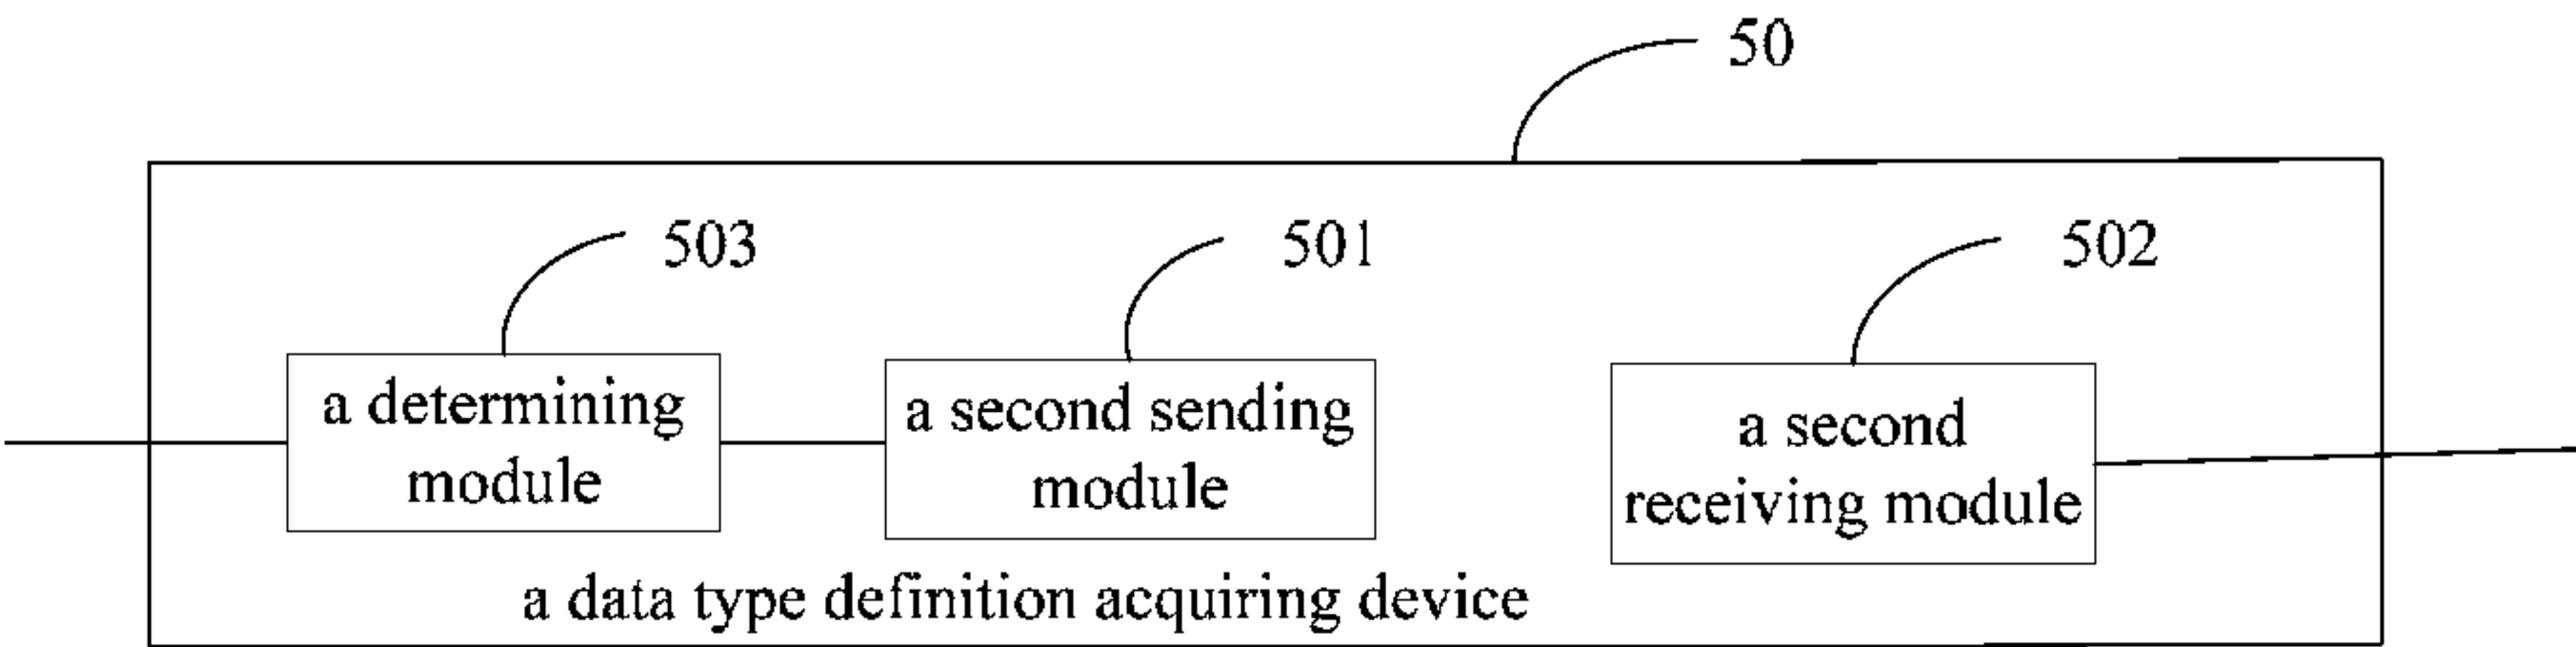 50
503
501
502
a determining
module
a second sending
module
a second
receiving module
a data type definition acquiring device